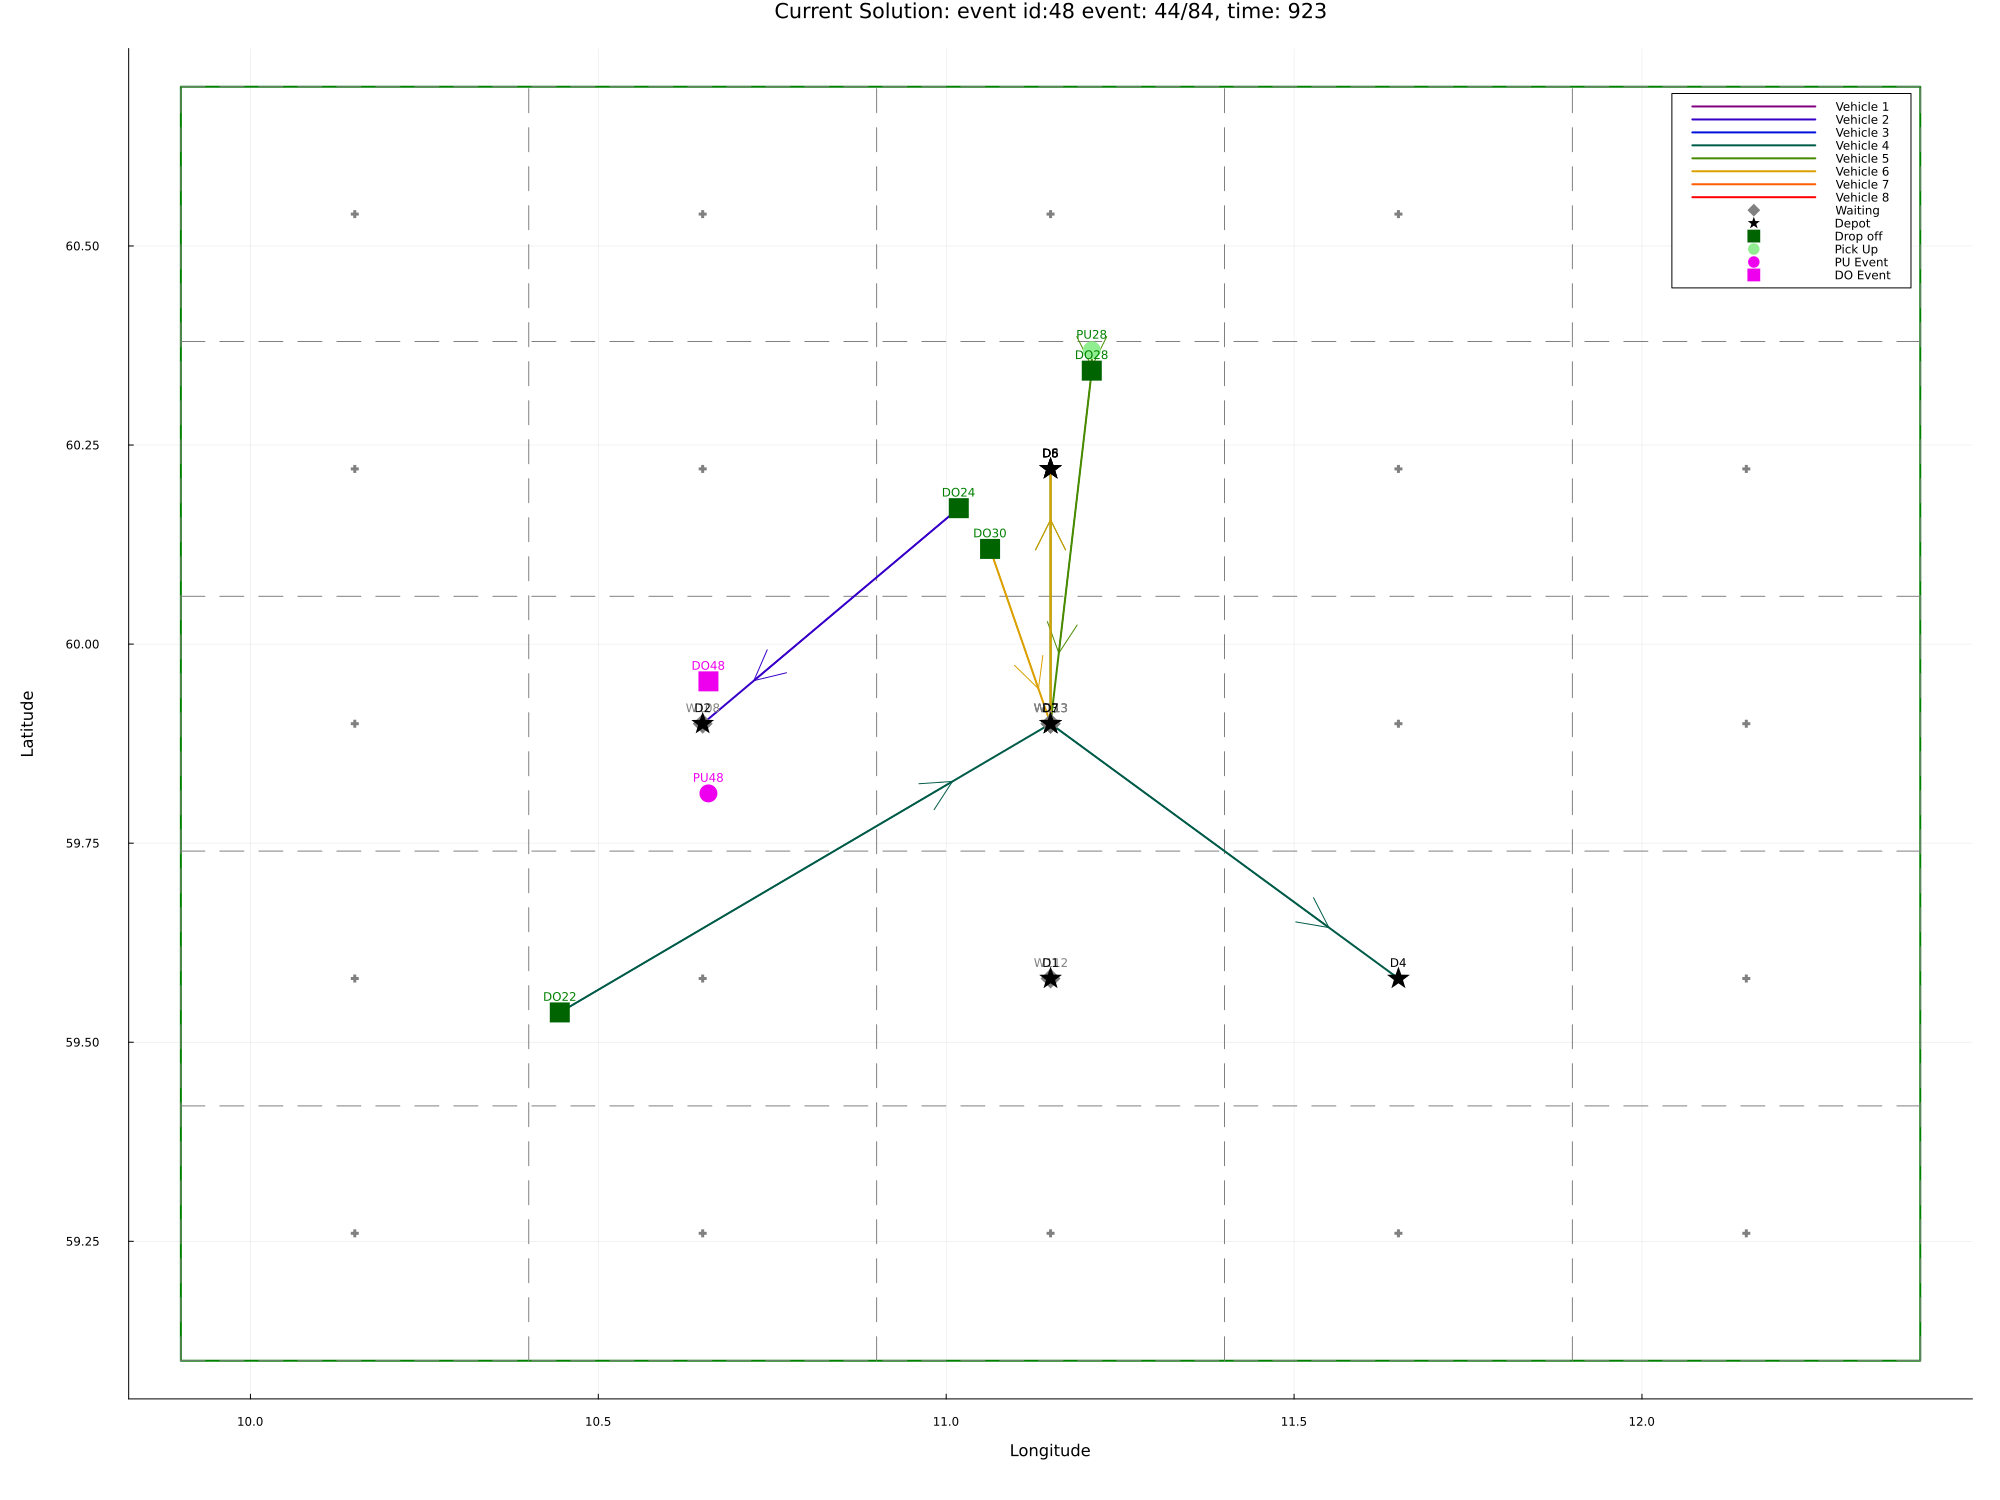 Current Solution: event id:48 event: 44/84, time: 923
Vehicle 1
Vehicle 2
Vehicle 3
Vehicle 4
Vehicle 5
Vehicle 6
Vehicle 7
Vehicle 8
Waiting
Depot
Drop off
Pick Up
PU Event
DO Event
60.50
PU28
DO28
60.25
DO24
DO30
60.00
DO48
D2
PU48
59.75
D1
D4
DO22
59.50
59.25
Latitude
10.0
10.5
11.0
11.5
12.0
Longitude